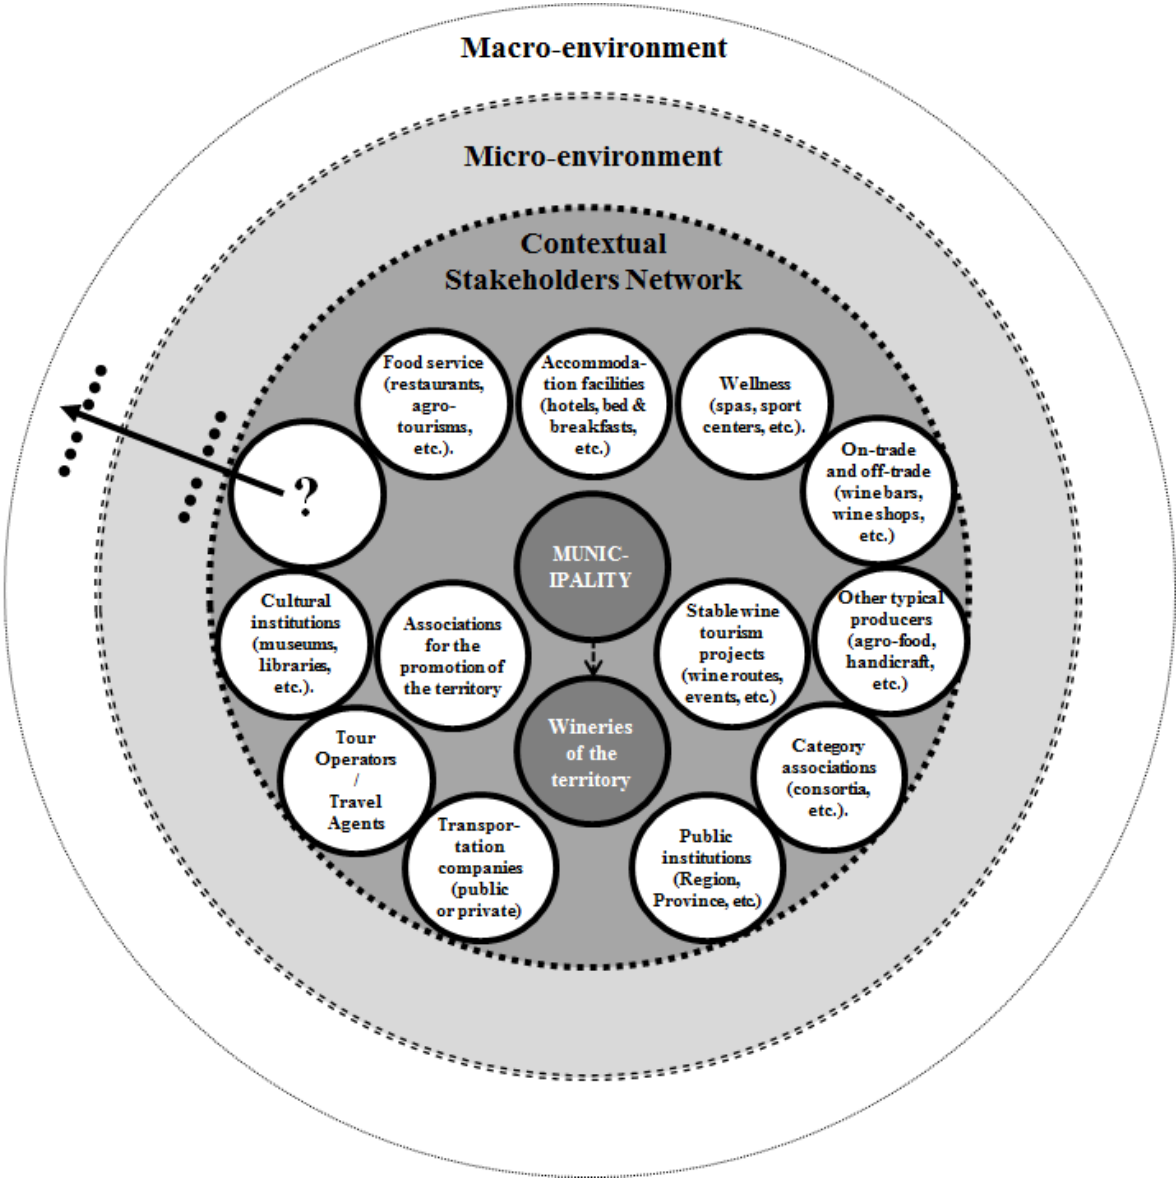 Macro-environment
Micro-environment
Contextual
Stakeholders Network
Food service
(restaurants,
agro-
tourisms,
etc.).
Accommoda-
tation facilities
(hotels, bed &
breakfasts,
etc.)
Wellness
(spas, sport
centers, etc.).
On-trade
and off-trade
(wine bars,
wine shops,
etc.)
?
MUNIC-
IPALITY
Cultural
institutions
(museums,
libraries,
etc.).
Associations
for the
promotion of
the territory
Stable wine
tourism
projects
(wine routes,
events, etc.)
Other typical
producers
(agro-food,
handicraft,
etc.)
Wineries
of the
territory
Tour
Operators
/
Travel
Agents
Category
associations
(consortia,
etc.).
Transpor-
tation
companies
(public
or private)
Public
institutions
(Region,
Province, etc.)